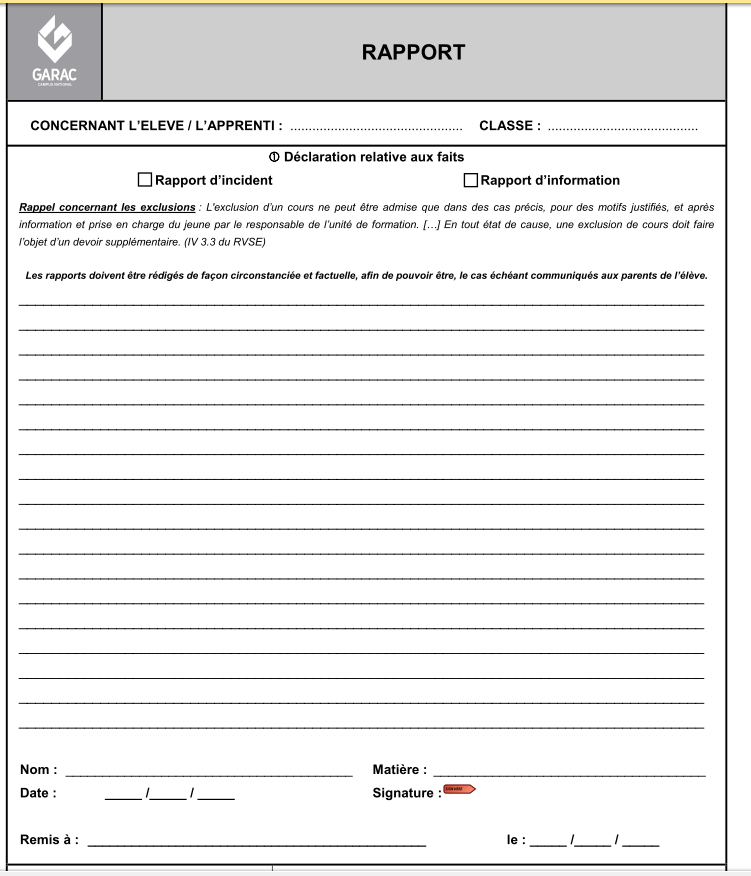 GARAC
CAMPUS NATIONAL
RAPPORT
CONCERNANT L'ELEVE / L'APPRENTI : ............................................... CLASSE : .........................................
① Déclaration relative aux faits
Rapport d'incident Rapport d'information
Rappel concernant les exclusions : L'exclusion d'un cours ne peut être admise que dans des cas précis, pour des motifs justifiés, et après
information et prise en charge du jeune par le responsable de l'unité de formation. […] En tout état de cause, une exclusion de cours doit faire
l'objet d'un devoir supplémentaire. (IV 3.3 du RVSE)
Les rapports doivent être rédigés de façon circonstanciée et factuelle, afin de pouvoir être, le cas échéant communiqués aux parents de l'élève.
Nom : ______________________ Matière : ______________________
Date : _____ /_____ / _____ Signature :
Remis à : ______________________ le : _____ /_____ / _____